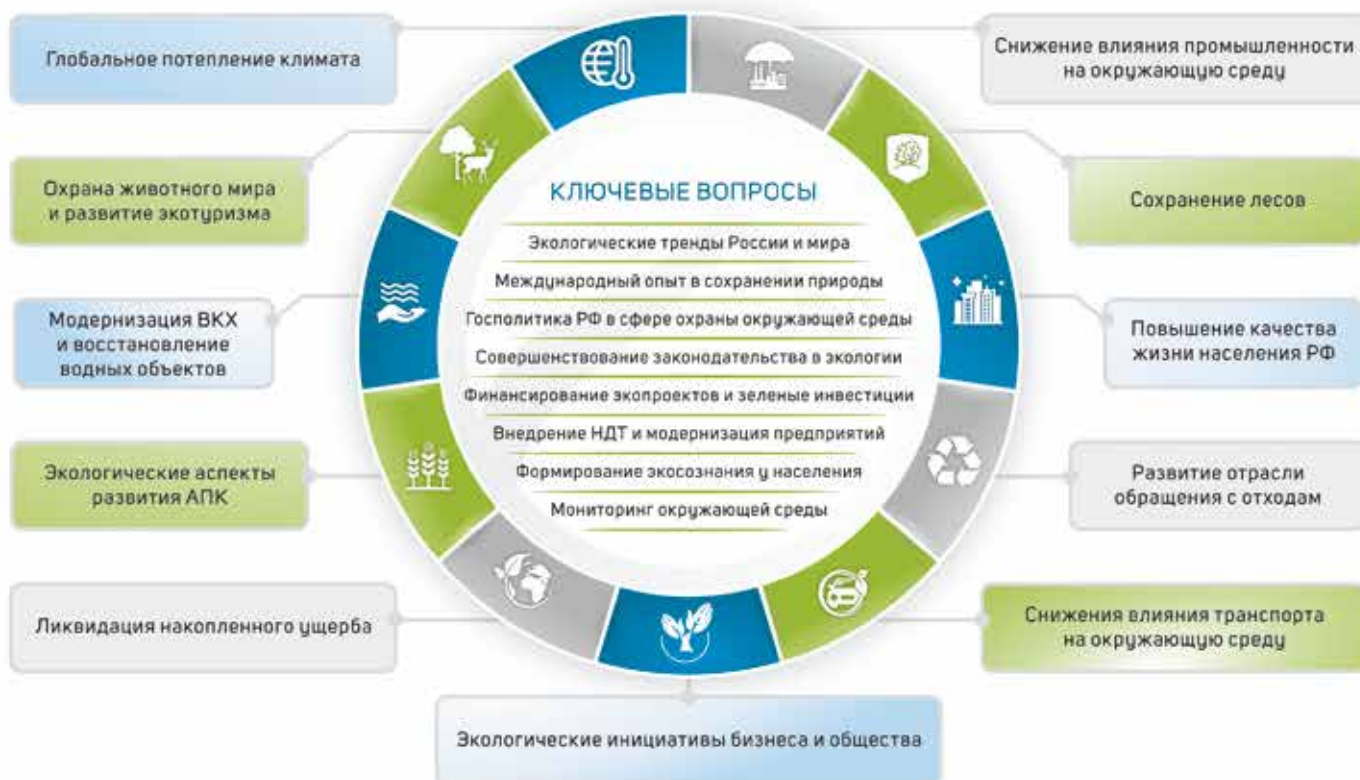 Глобальное потепление климата
Снижение влияния промышленности
на окружающую среду
Охрана животного мира
и развитие экотуризма
Сохранение лесов
Модернизация ВКХ
и восстановление
водных объектов
Повышение качества
жизни населения РФ
Экологические аспекты
развития АПК
Развитие отрасли
обращения с отходам
Ликвидация накопленного ущерба
Снижения влияния транспорта
на окружающую среду
Экологические инициативы бизнеса и общества
КЛЮЧЕВЫЕ ВОПРОСЫ
Экологические тренды России и мира
Международный опыт в сохранении природы
Госполитика РФ в сфере охраны окружающей среды
Совершенствование законодательства в экологии
Финансирование экопроектов и зеленые инвестиции
Внедрение НДТ и модернизация предприятий
Формирование экосознания у населения
Мониторинг окружающей среды